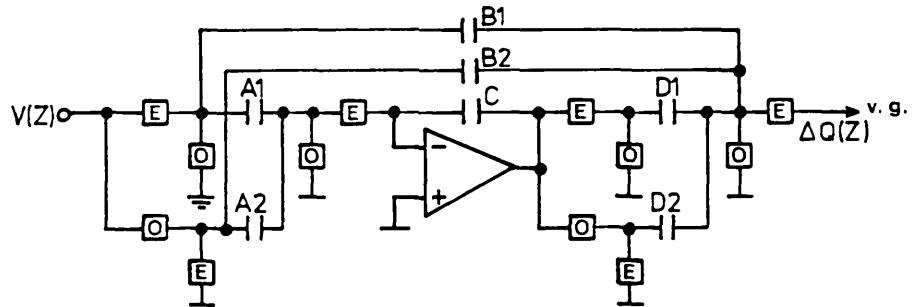 B1
B2
V(Z) E A1 E C E D1 E v. g.
ΔQ(Z)
O O − O O
+
O A2 O D2
E E